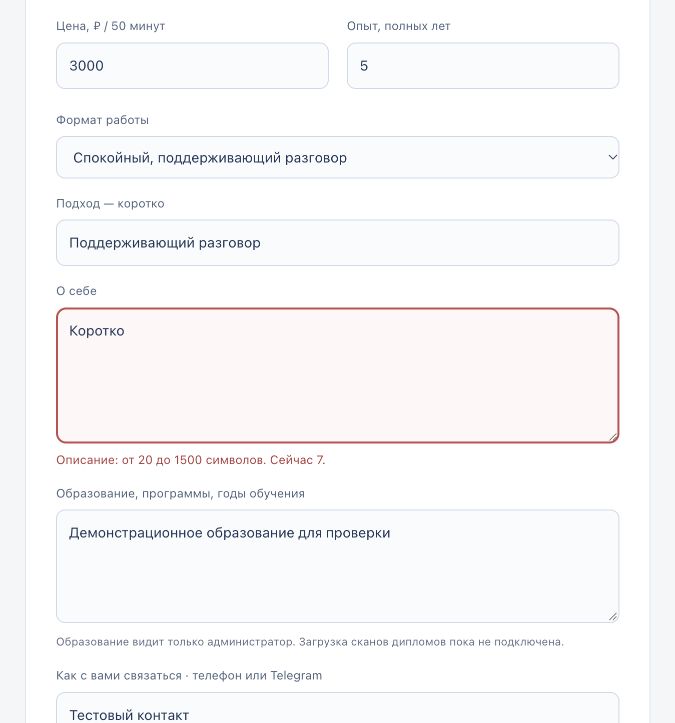 Цена, ₽ / 50 минут
Опыт, полных лет
3000
5
Формат работы
Спокойный, поддерживающий разговор
Подход — коротко
Поддерживающий разговор
О себе
Коротко
Описание: от 20 до 1500 символов. Сейчас 7.
Образование, программы, годы обучения
Демонстрационное образование для проверки
Образование видит только администратор. Загрузка сканов дипломов пока не подключена.
Как с вами связаться · телефон или Telegram
Тестовый контакт